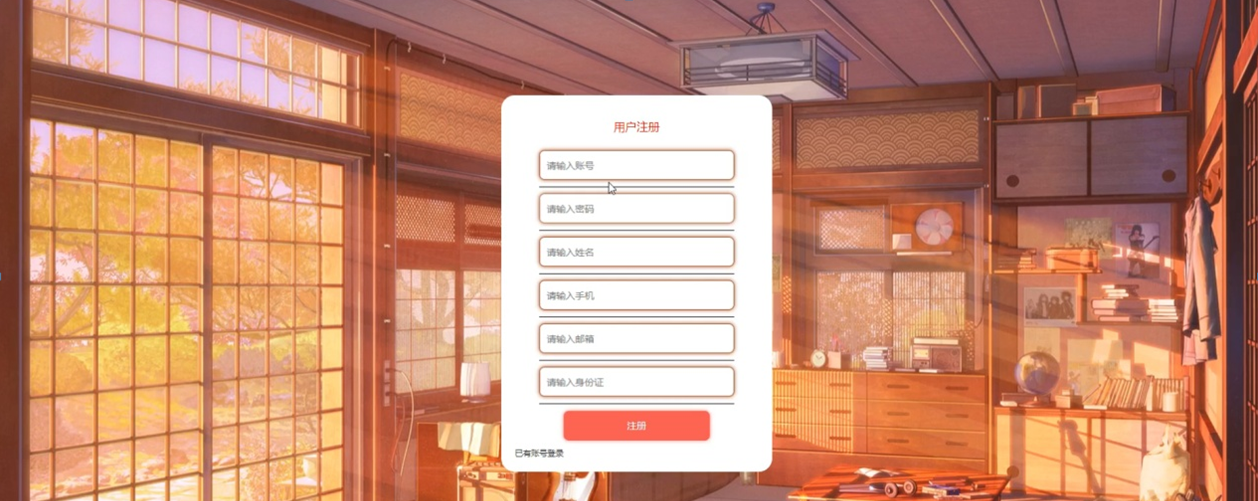 用户注册
请输入账号
请输入密码
请输入姓名
请输入手机
请输入邮箱
请输入身份证
注册
已有账号登录